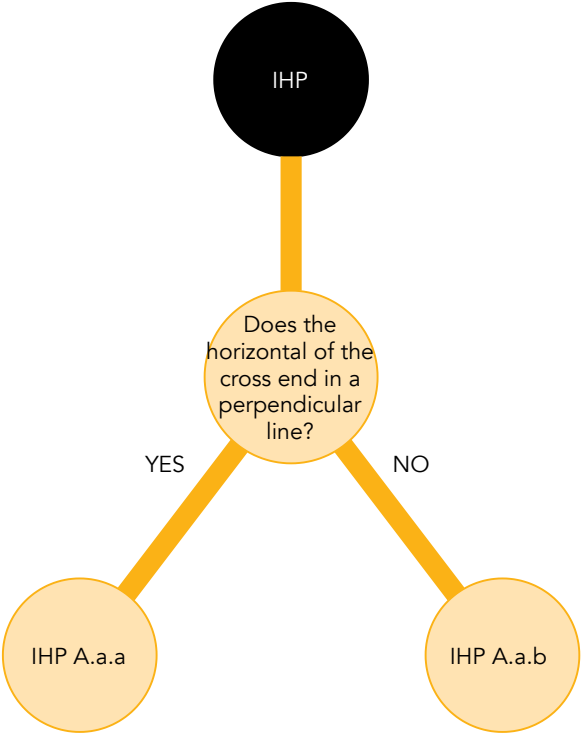 IHP
Does the
horizontal of the
cross end in a
perpendicular
line?
YES
NO
IHP A.a.a
IHP A.a.b